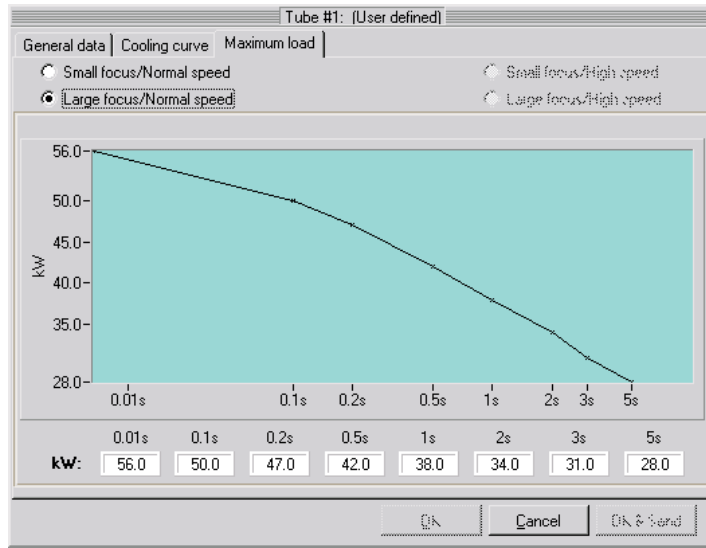 Tube #1: (User defined)
General data Cooling curve Maximum load
Small focus/Normal speed Small focus/High speed
Large focus/Normal speed Large focus/High speed
56.0
50.0
45.0
kW
40.0
35.0
28.0
0.01s 0.1s 0.2s 0.5s 1s 2s 3s 5s
0.01s 0.1s 0.2s 0.5s 1s 2s 3s 5s
kW: 56.0 50.0 47.0 42.0 38.0 34.0 31.0 28.0
OK Cancel OK & Send